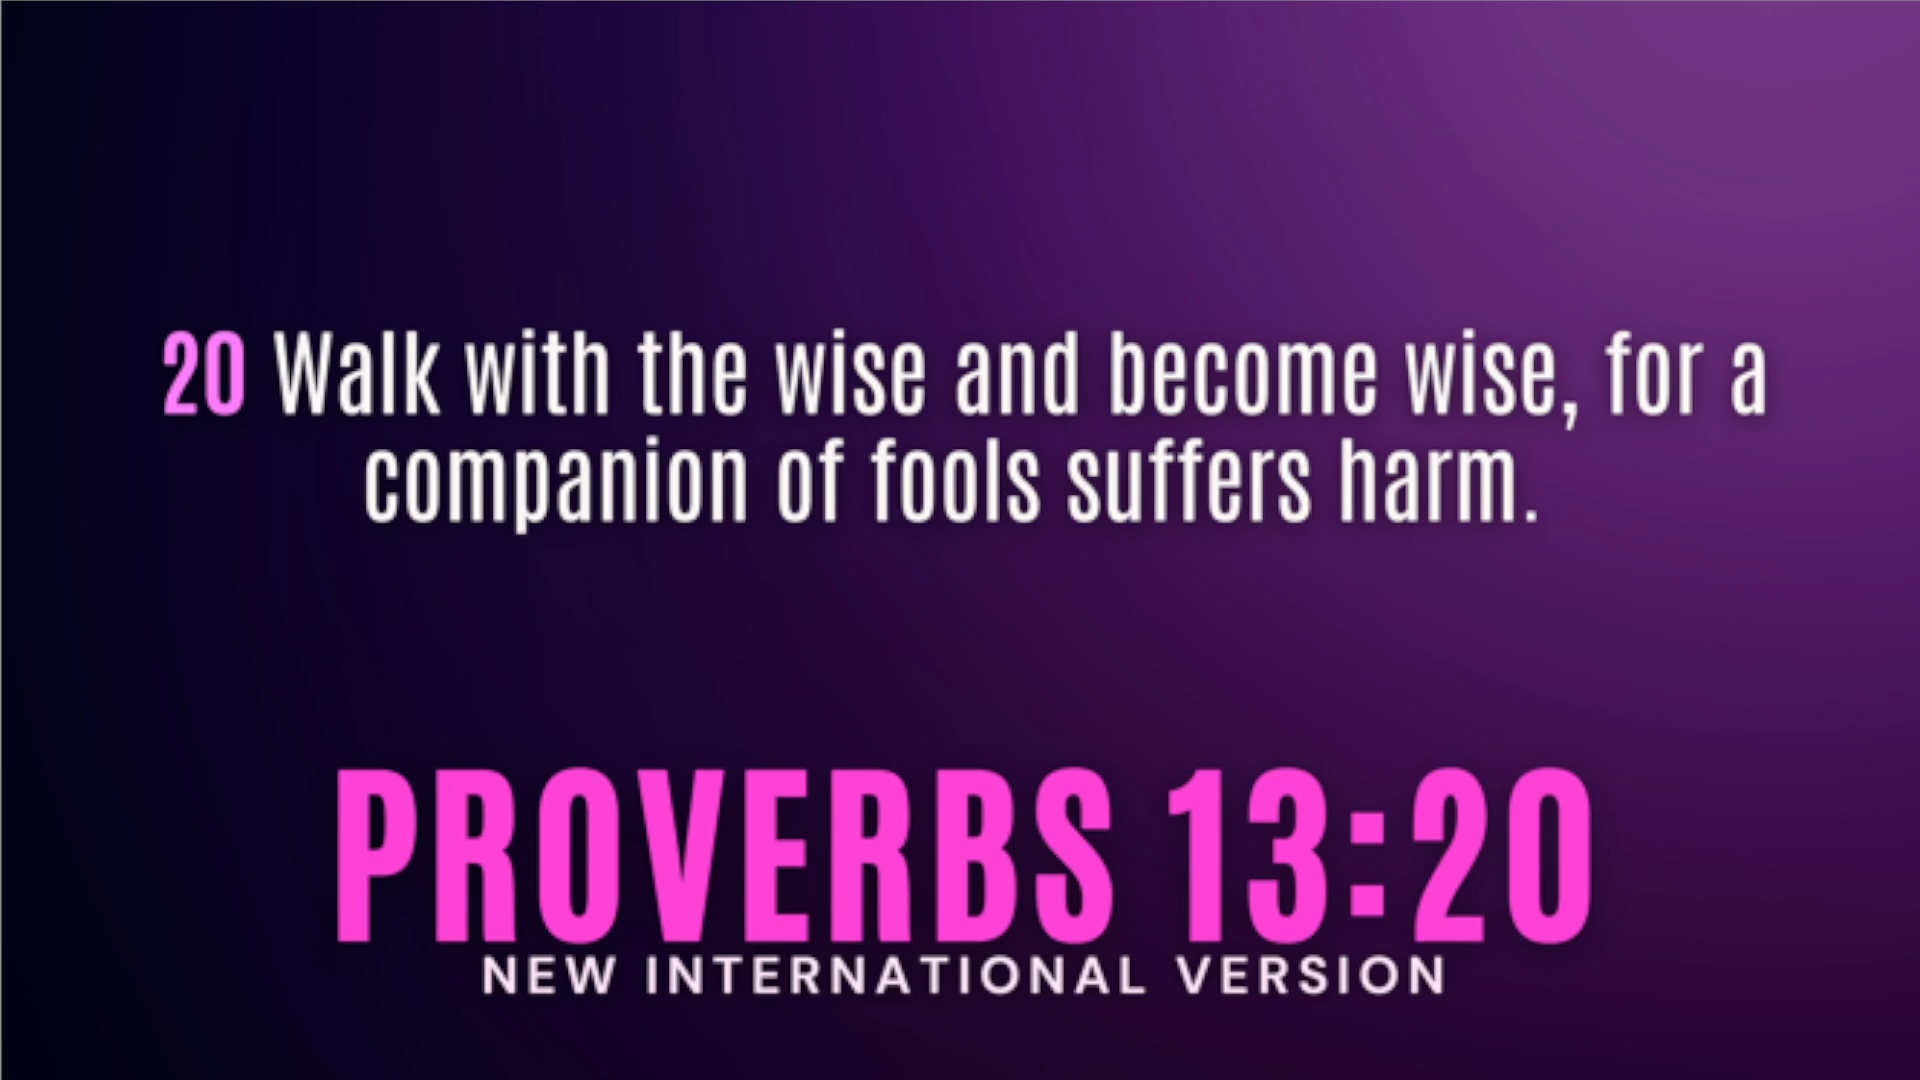 20 Walk with the wise and become wise, for a
companion of fools suffers harm.
PROVERBS 13:20
NEW INTERNATIONAL VERSION